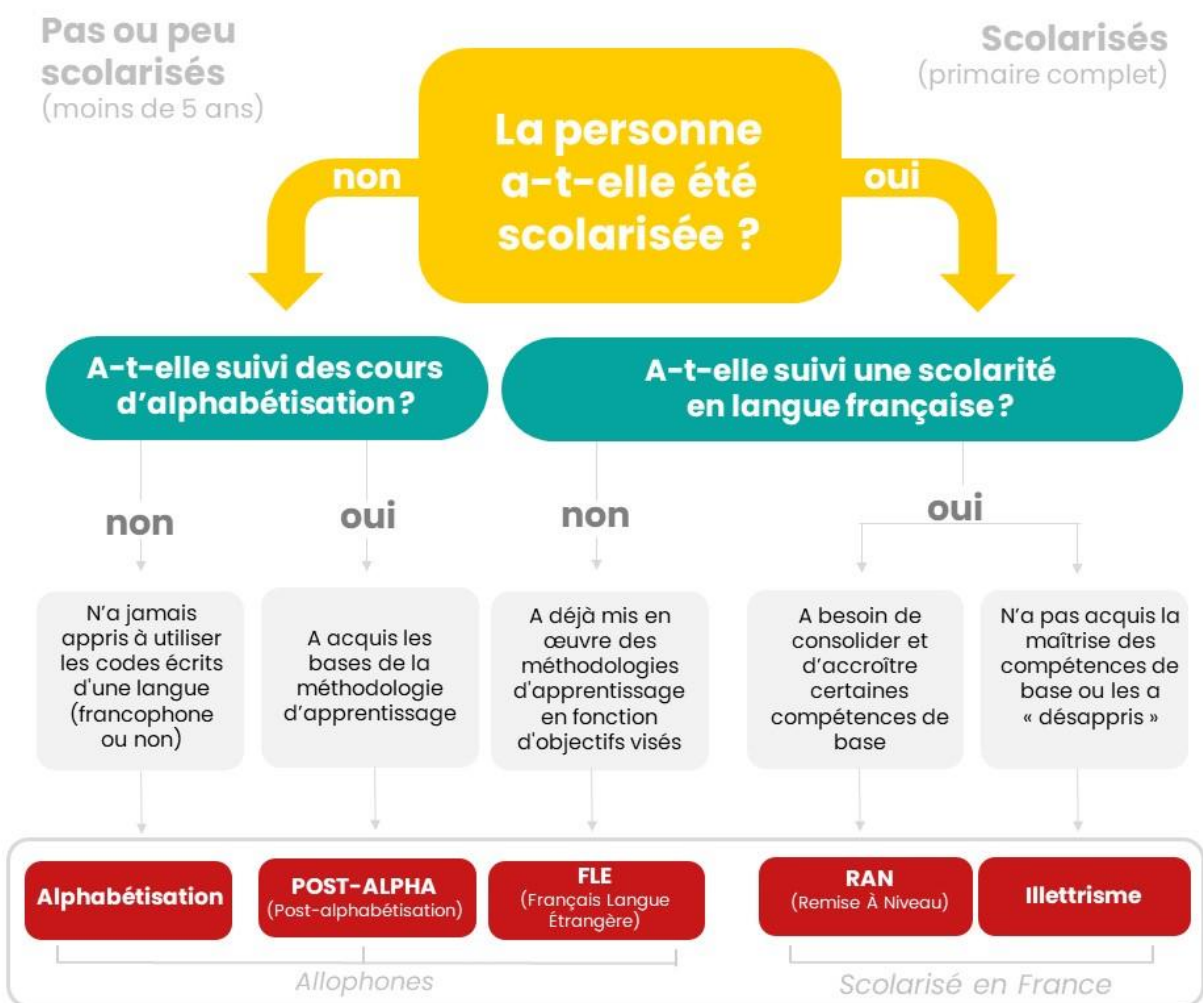 Pas ou peu
scolarisés
(moins de 5 ans)
Scolarisés
(primaire complet)
La personne
a-t-elle été
scolarisée ?
non
oui
A-t-elle suivi des cours
d’alphabétisation ?
A-t-elle suivi une scolarité
en langue française ?
non
oui
non
oui
N’a jamais
appris à utiliser
les codes écrits
d'une langue
(francophone
ou non)
A acquis les
bases de la
méthodologie
d’apprentissage
A déjà mis en
œuvre des
méthodologies
d'apprentissage
en fonction
d'objectifs visés
A besoin de
consolider et
d’accroître
certaines
compétences de
base
N’a pas acquis la
maîtrise des
compétences de
base ou les a
« désappris »
Alphabétisation
POST-ALPHA
(Post-alphabétisation)
FLE
(Français Langue
Étrangère)
RAN
(Remise À Niveau)
Illettrisme
Allophones
Scolarisé en France